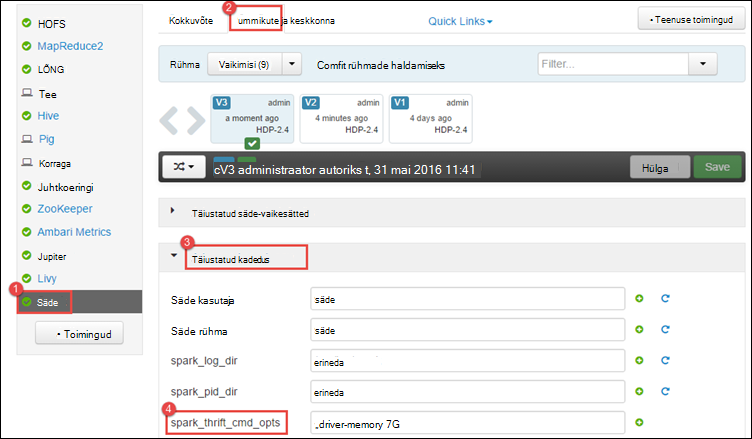 HOFS
MapReduce2
LÕNG
Tee
Hive
Pig
Korraga
Juhtkoeringi
ZooKeeper
Ambari Metrics
Jupiter
Livy
1
Säde
• Toimingud
Kokkuvõte
2
ummikute ja keskkonna
Quick Links
• Teenuse toimingud
Rühma
Vaikimisi (9)
Comfit rühmade haldamiseks
Filter...
V3 admin
a moment ago
HDP-2.4
V2 admin
4 minutes ago
HDP-2.4
V1 admin
4 days ago
HDP-2.4
cV3 administraator autoriks t, 31 mai 2016 11:41
Hülga
Save
Täiustatud säde-vaikesätted
3
Täiustatud kadedus
Säde kasutaja säde
Säde rühma säde
spark_log_dir erineda
spark_pid_dir erineda
4
spark_thrift_cmd_opts „driver-memory 7G